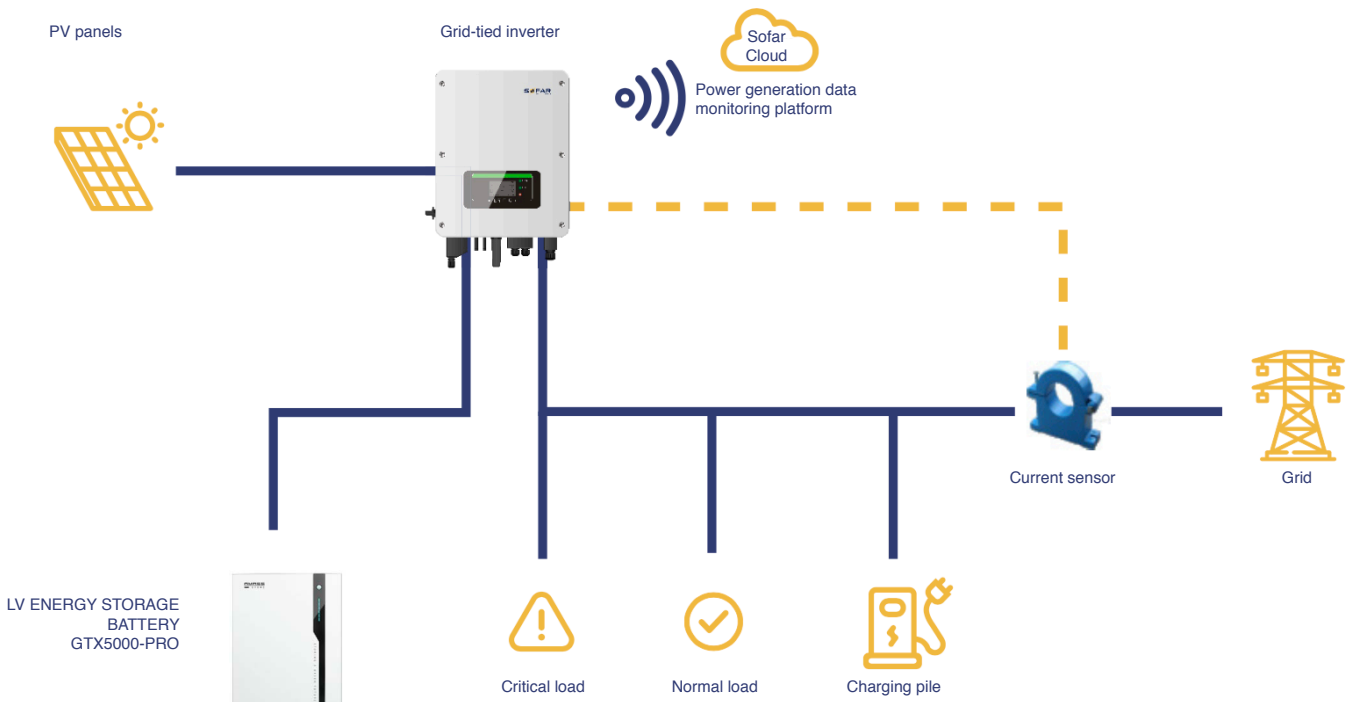 PV panels
Grid-tied inverter
Sofar
Cloud
Power generation data
monitoring platform
SOFAR
Current sensor
Grid
LV ENERGY STORAGE
BATTERY
GTX5000-PRO
Critical load
Normal load
Charging pile